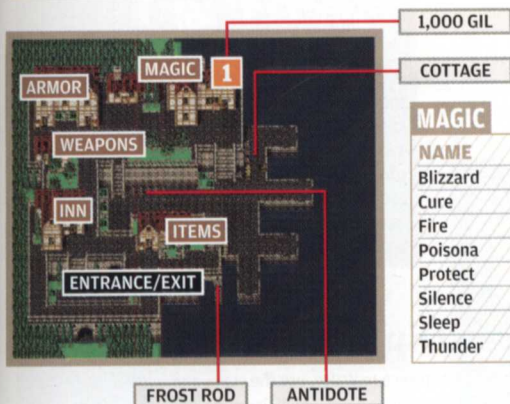 1,000 GIL
COTTAGE
MAGIC
1
ARMOR
WEAPONS
INN
ITEMS
ENTRANCE/EXIT
FROST ROD
ANTIDOTE
MAGIC
NAME
Blizzard
Cure
Fire
Poisona
Protect
Silence
Sleep
Thunder